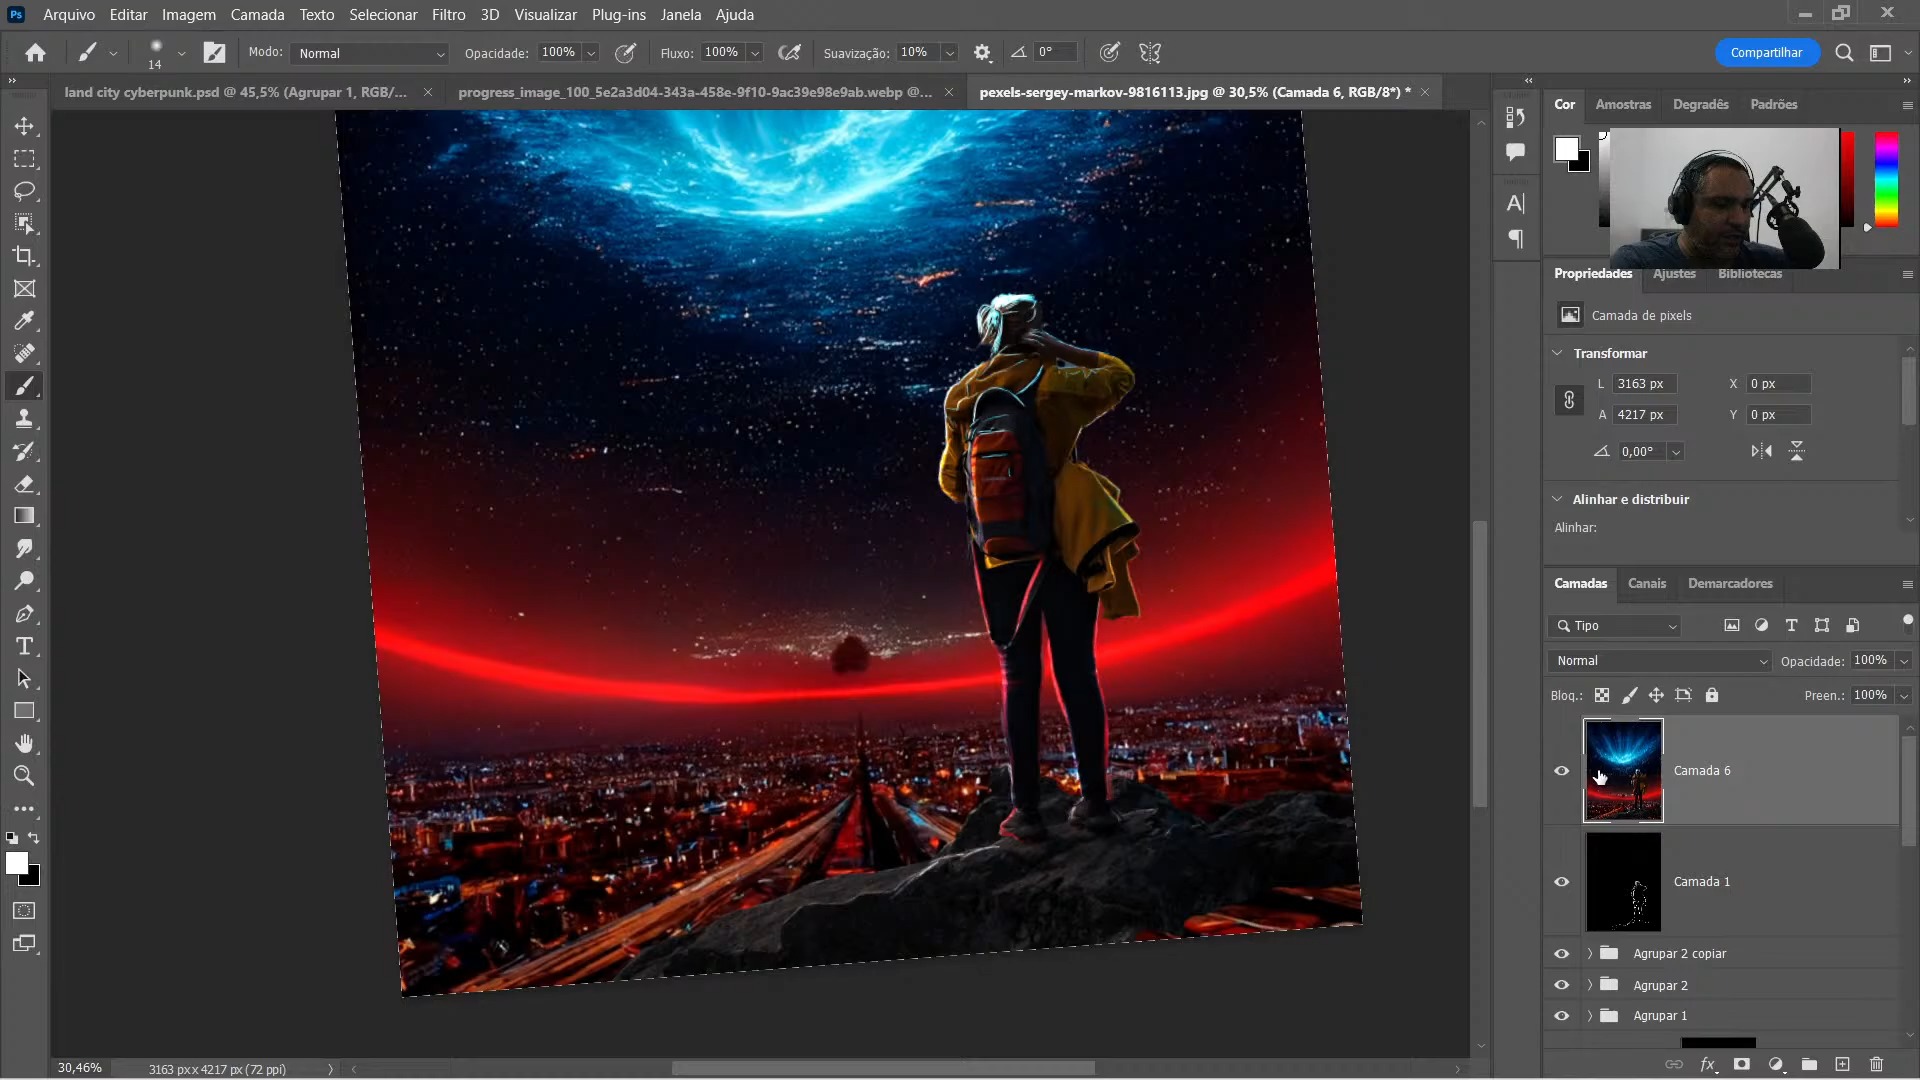 Ps Arquivo Editar Imagem Camada Texto Selecionar Filtro 3D Visualizar Plug-ins Janela Ajuda
14 Modo: Normal Opacidade: 100% Fluxo: 100% Suavização: 10% 0° Compartilhar
land city cyberpunk.psd @ 45,5% (Agrupar 1, RGB/... progress_image_100_5e2a3d04-343a-458e-9f10-9ac39e98e9ab.webp @... pexels-sergey-markov-9816113.jpg @ 30,5% (Camada 6, RGB/8*) *
Cor Amostras Degradês Padrões
Propriedades Ajustes Bibliotecas
Camada de pixels
Transformar
L 3163 px X 0 px
A 4217 px Y 0 px
0,00°
Alinhar e distribuir
Alinhar:
Camadas Canais Demarcadores
Tipo
Normal Opacidade: 100%
Bloq.: Preen.: 100%
Camada 6
Camada 1
Agrupar 2 copiar
Agrupar 2
Agrupar 1
30,46% 3163 px x 4217 px (72 ppi)